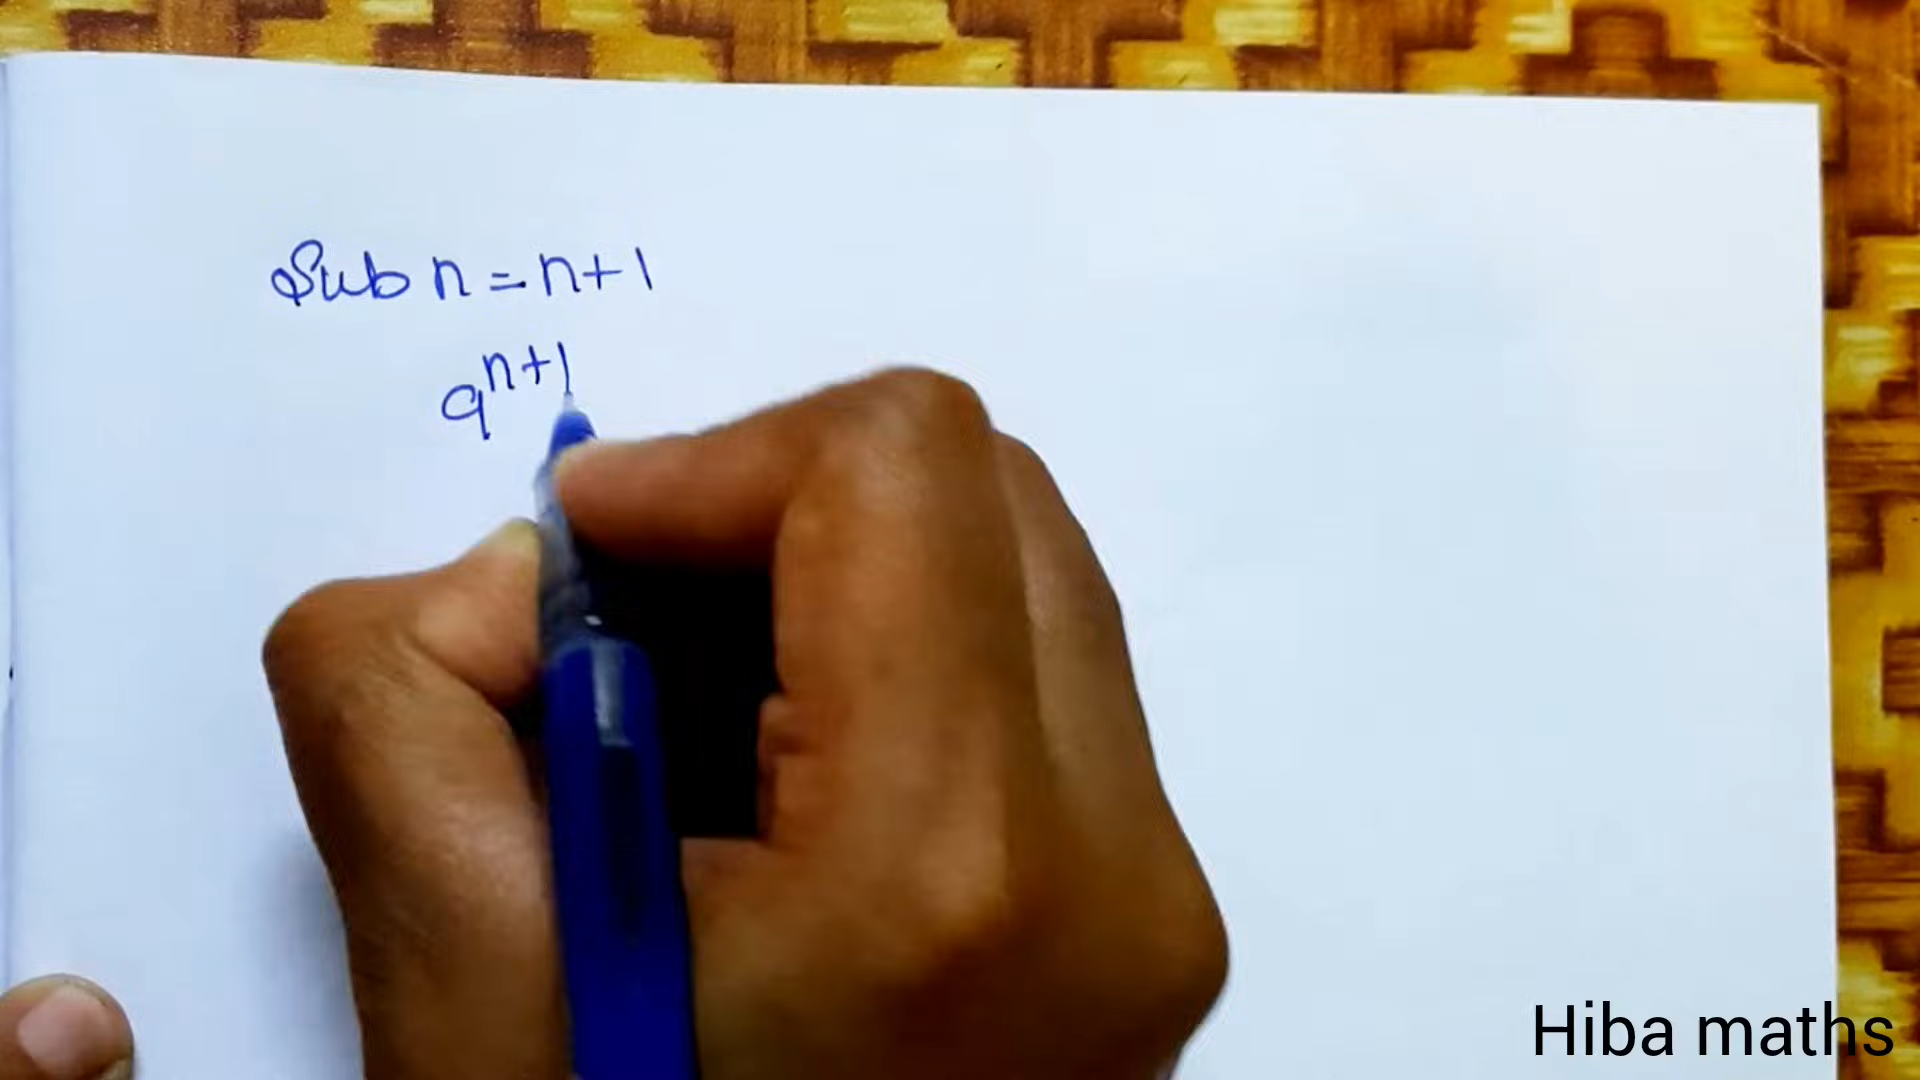 Sub n = n+1
9^{n+1}
Hiba maths